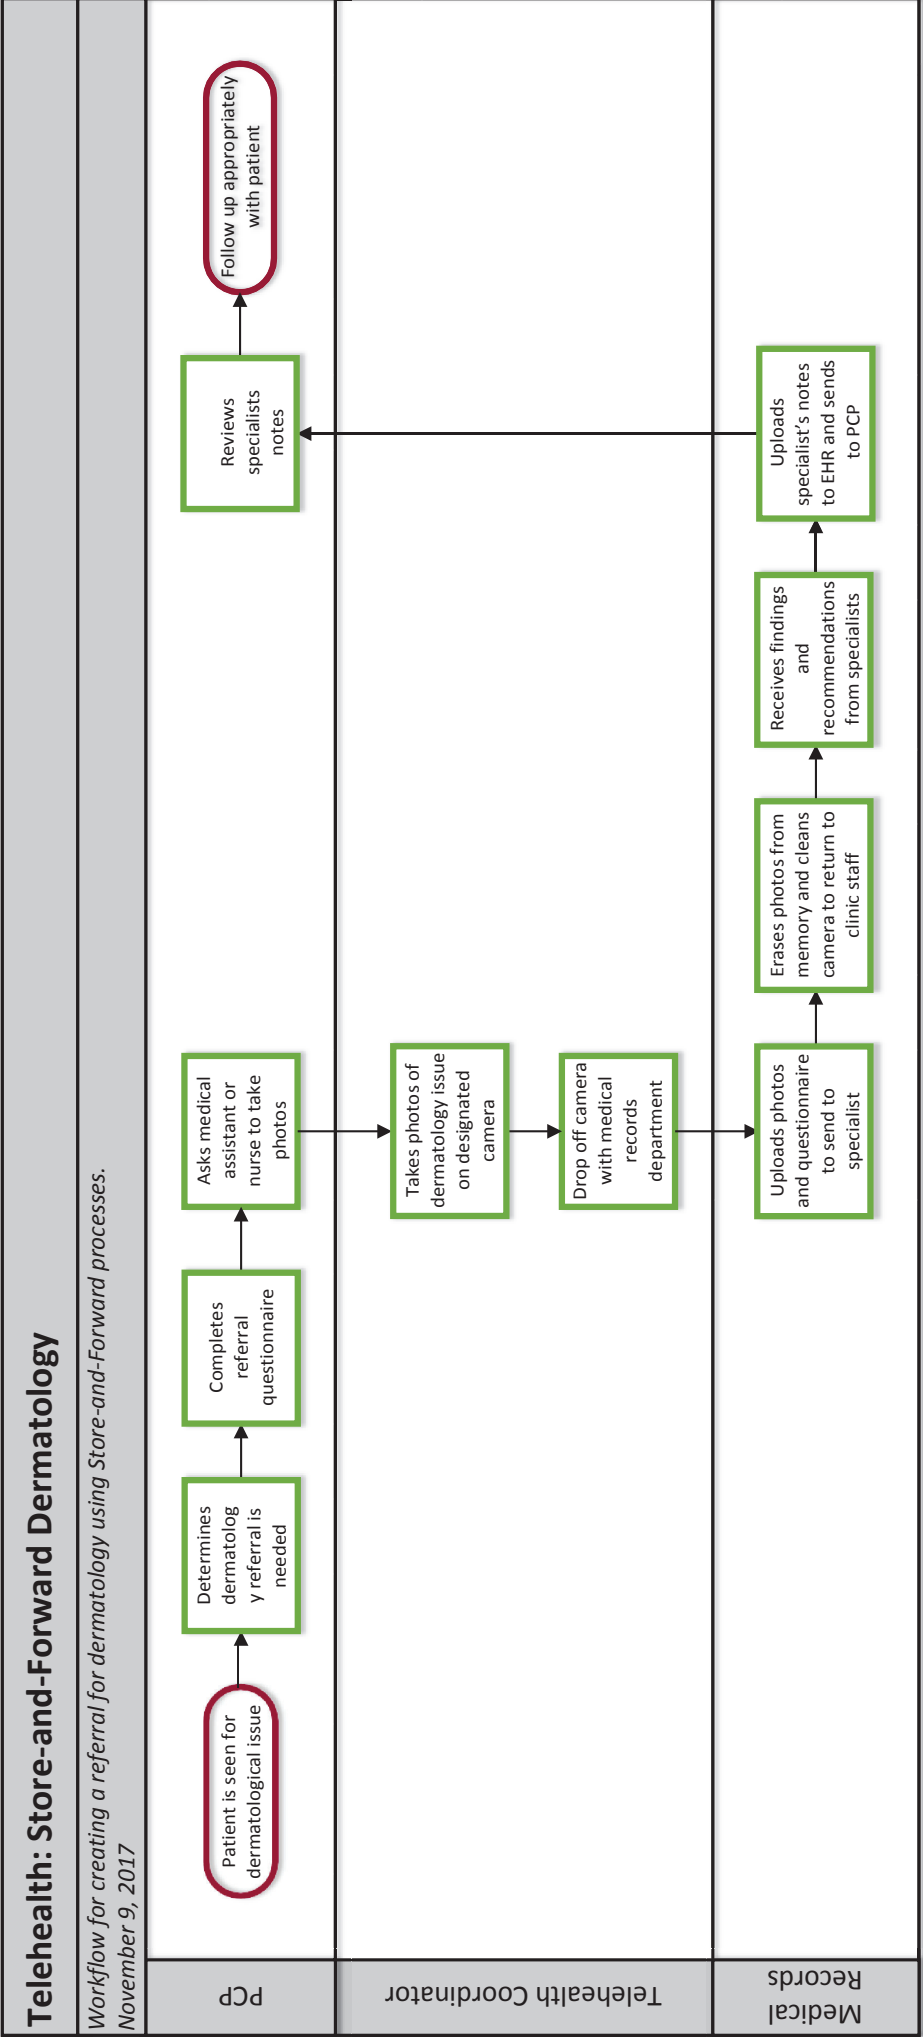 Telehealth: Store-and-Forward Dermatology
Workflow for creating a referral for dermatology using Store-and-Forward processes.
November 9, 2017
PCP
Patient is seen for
dermatological issue
Determines
dermatolog
y referral is
needed
Completes
referral
questionnaire
Asks medical
assistant or
nurse to take
photos
Reviews
specialists
notes
Follow up appropriately
with patient
Telehealth Coordinator
Takes photos of
dermatology issue
on designated
camera
Drop off camera
with medical
records
department
Medical
Records
Uploads photos
and questionnaire
to send to
specialist
Erases photos from
memory and cleans
camera to return to
clinic staff
Receives findings
and
recommendations
from specialists
Uploads
specialist's notes
to EHR and sends
to PCP